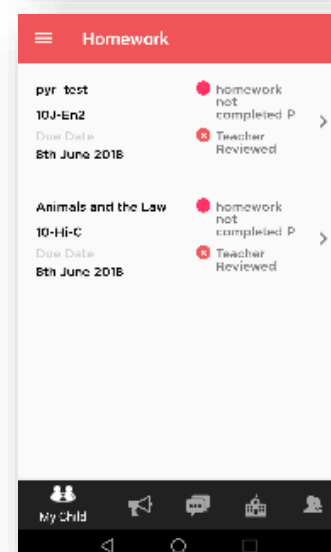 Homework
pyr test
10J-En2
Due Date
8th June 2018
homework
not
completed P
Teacher
Reviewed
Animals and the Law
10-Hi-C
Due Date
8th June 2018
homework
not
completed P
Teacher
Reviewed
My Child